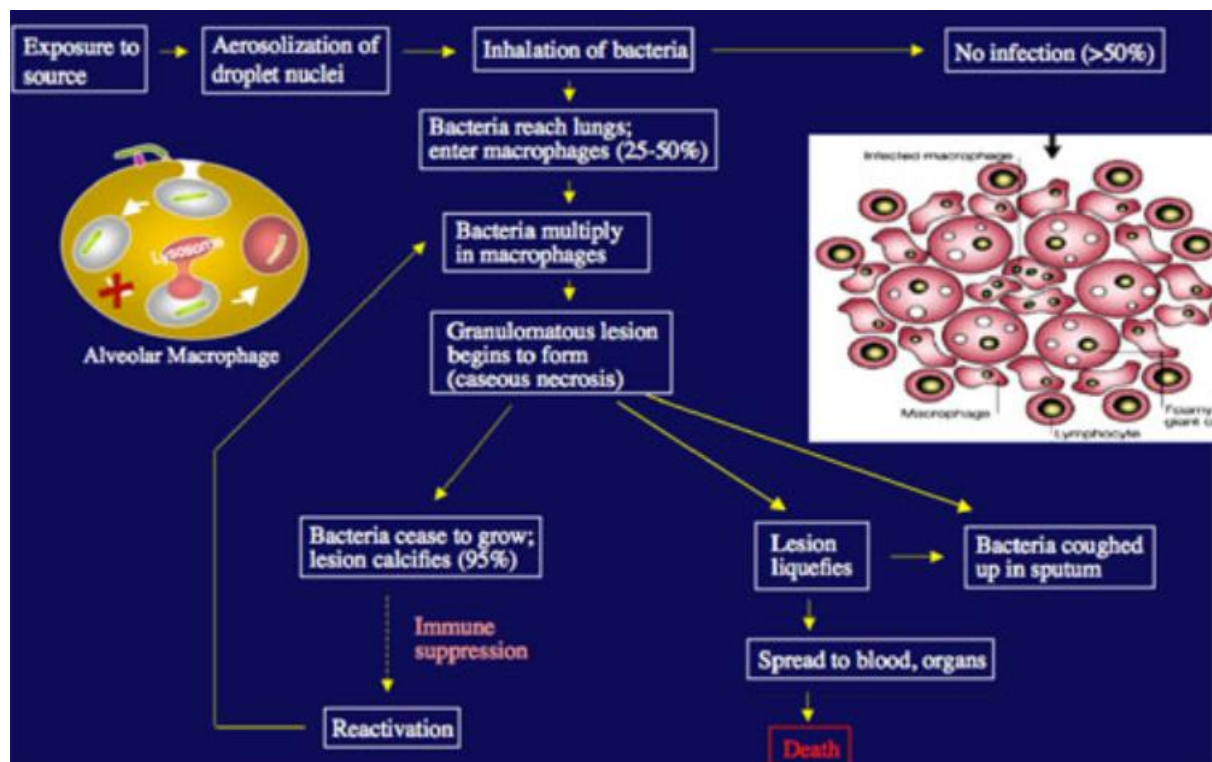 Exposure to
source
Aerosolization of
droplet nuclei
Inhalation of bacteria
No infection (>50%)
Bacteria reach lungs;
enter macrophages (25-50%)
Infected macrophage
Lysosome
Bacteria multiply
in macrophages
Alveolar Macrophage
Granulomatous lesion
begins to form
(caseous necrosis)
Macrophage
Lymphocyte
Foamy
giant c
Bacteria cease to grow;
lesion calcifies (95%)
Lesion
liquefies
Bacteria coughed
up in sputum
Immune
suppression
Spread to blood, organs
Reactivation
Death